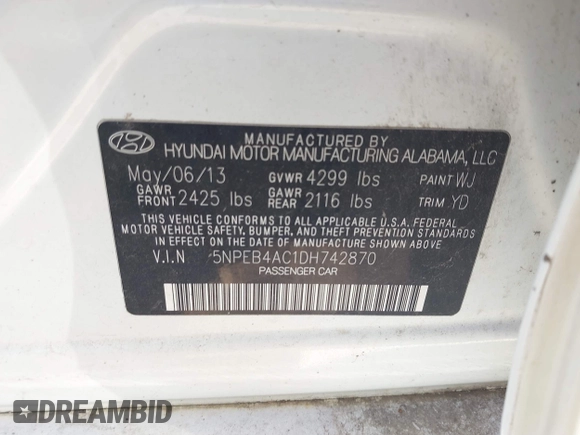 MANUFACTURED BY
HYUNDAI MOTOR MANUFACTURING ALABAMA, LLC
May/06/13 GVWR 4299 lbs PAINT WJ
GAWR FRONT 2425 lbs GAWR REAR 2116 lbs TRIM YD
THIS VEHICLE CONFORMS TO ALL APPLICABLE U.S.A. FEDERAL
MOTOR VEHICLE SAFETY, BUMPER, AND THEFT PREVENTION STANDARDS
IN EFFECT ON THE DATE OF MANUFACTURE SHOWN ABOVE.
V.I.N 5NPEB4AC1DH742870
PASSENGER CAR
DREAMBID